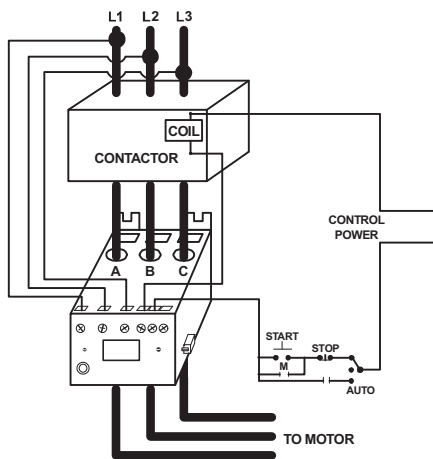 L1 L2 L3
COIL
CONTACTOR
CONTROL
POWER
A B C
START
STOP
M
AUTO
TO MOTOR